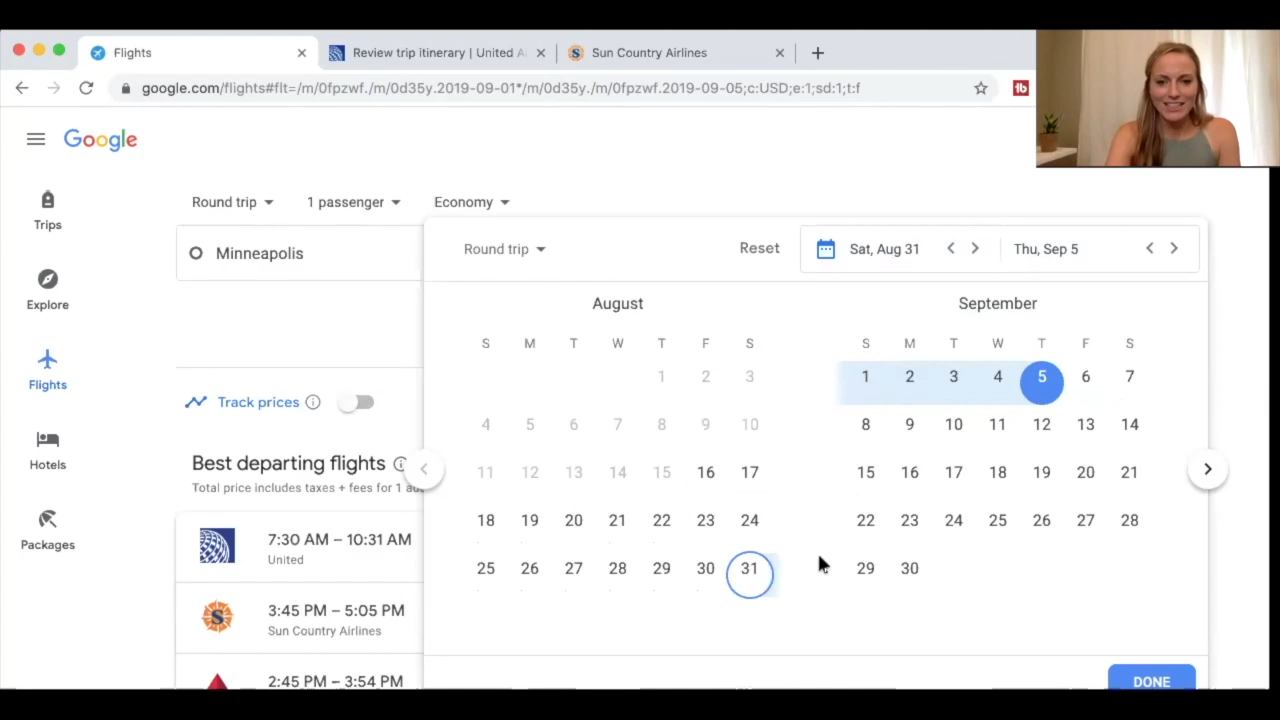 Flights
Review trip itinerary | United A
Sun Country Airlines
google.com/flights#flt=/m/0fpzwf./m/0d35y.2019-09-01*/m/0d35y./m/0fpzwf.2019-09-05;c:USD;e:1;sd:1;t:f
Google
Trips
Explore
Flights
Hotels
Packages
Round trip 1 passenger Economy
Minneapolis
Track prices
Best departing flights
Total price includes taxes + fees for 1 adu
7:30 AM – 10:31 AM
United
3:45 PM – 5:05 PM
Sun Country Airlines
2:45 PM – 3:54 PM
Round trip Reset Sat, Aug 31 Thu, Sep 5
August
S M T W T F S
1 2 3
4 5 6 7 8 9 10
11 12 13 14 15 16 17
18 19 20 21 22 23 24
25 26 27 28 29 30 31
September
S M T W T F S
1 2 3 4 5 6 7
8 9 10 11 12 13 14
15 16 17 18 19 20 21
22 23 24 25 26 27 28
29 30
DONE